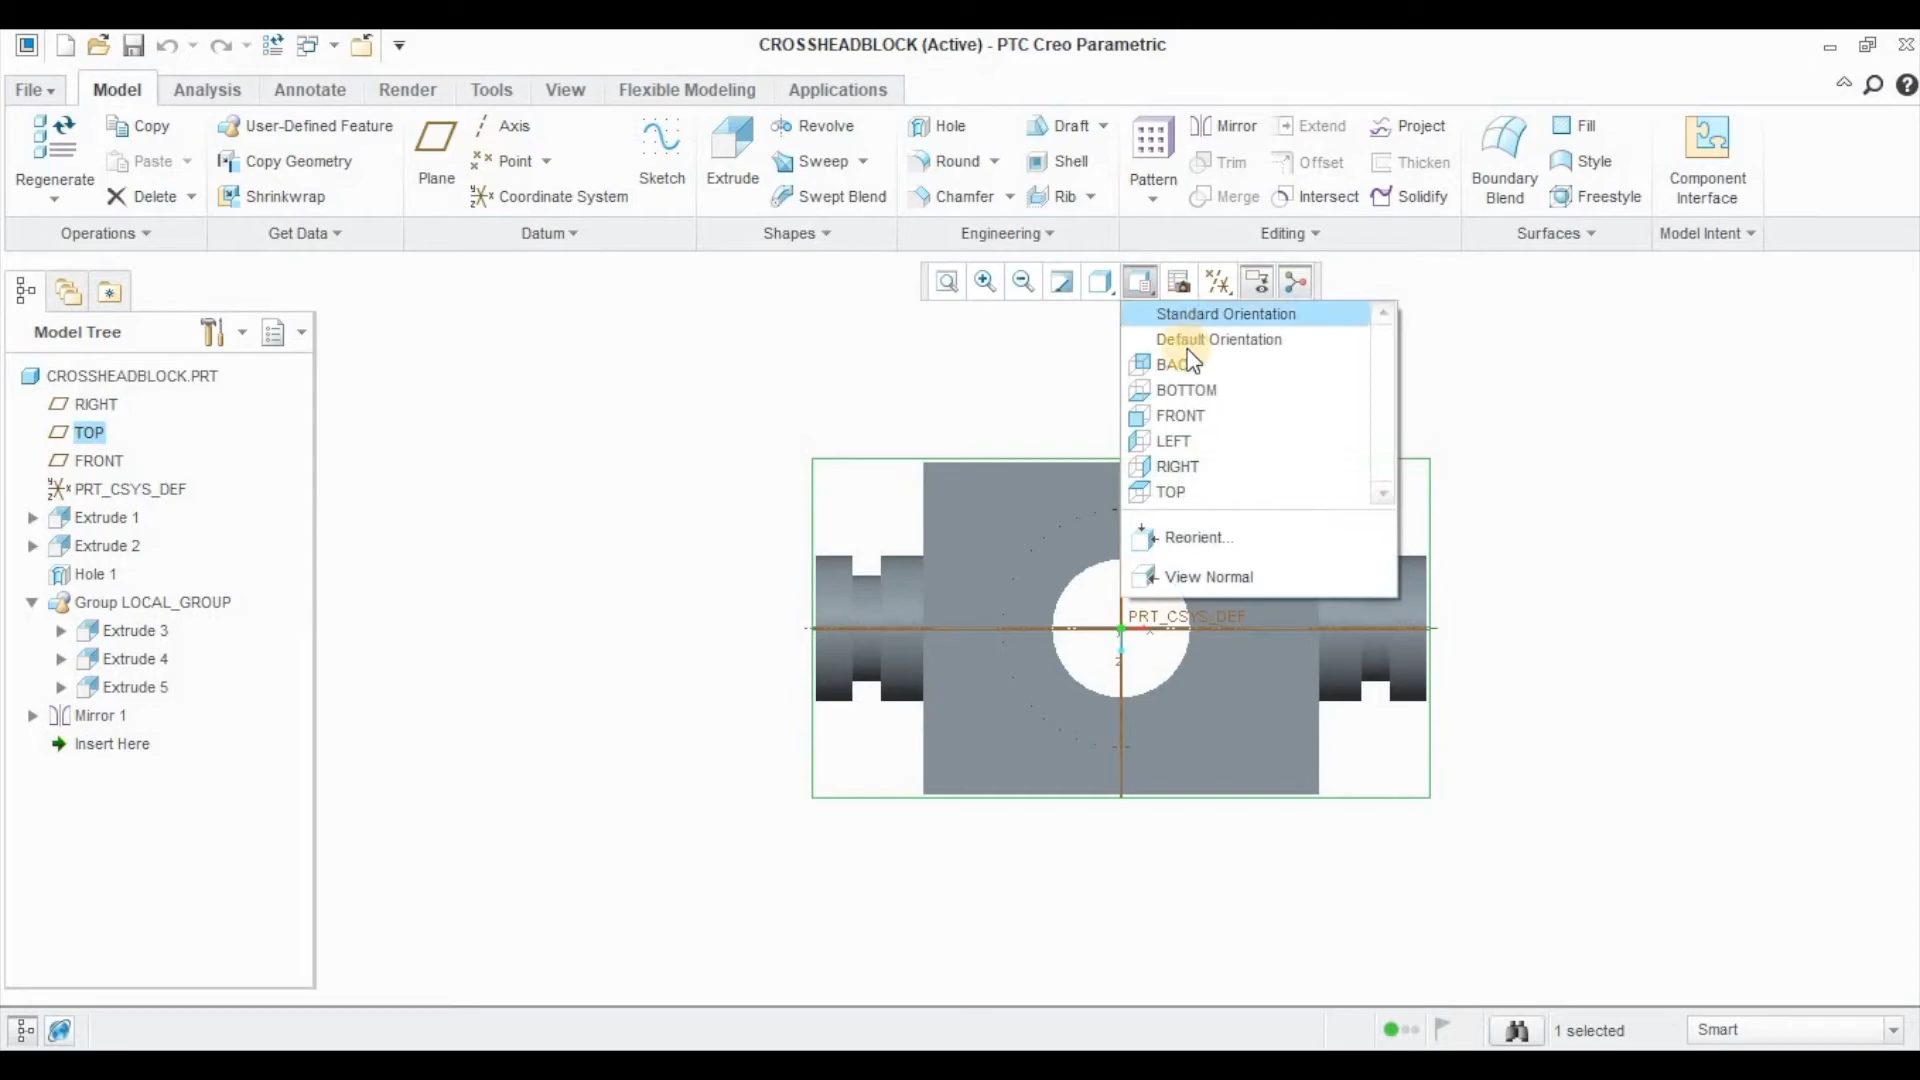 CROSSHEADBLOCK (Active) - PTC Creo Parametric
File Model Analysis Annotate Render Tools View Flexible Modeling Applications
Regenerate
Copy
Paste
Delete
User-Defined Feature
Copy Geometry
Shrinkwrap
Plane
Axis
Point
Coordinate System
Sketch
Extrude
Revolve
Sweep
Swept Blend
Hole
Round
Chamfer
Draft
Shell
Rib
Pattern
Mirror
Trim
Merge
Extend
Offset
Intersect
Project
Thicken
Solidify
Boundary
Blend
Fill
Style
Freestyle
Component
Interface
Operations Get Data Datum Shapes Engineering Editing Surfaces Model Intent
Model Tree
CROSSHEADBLOCK.PRT
RIGHT
TOP
FRONT
PRT_CSYS_DEF
Extrude 1
Extrude 2
Hole 1
Group LOCAL_GROUP
Extrude 3
Extrude 4
Extrude 5
Mirror 1
Insert Here
Standard Orientation
Default Orientation
BOTTOM
FRONT
LEFT
RIGHT
TOP
Reorient...
View Normal
PRT_CSYS_DEF
X
Z
1 selected
Smart